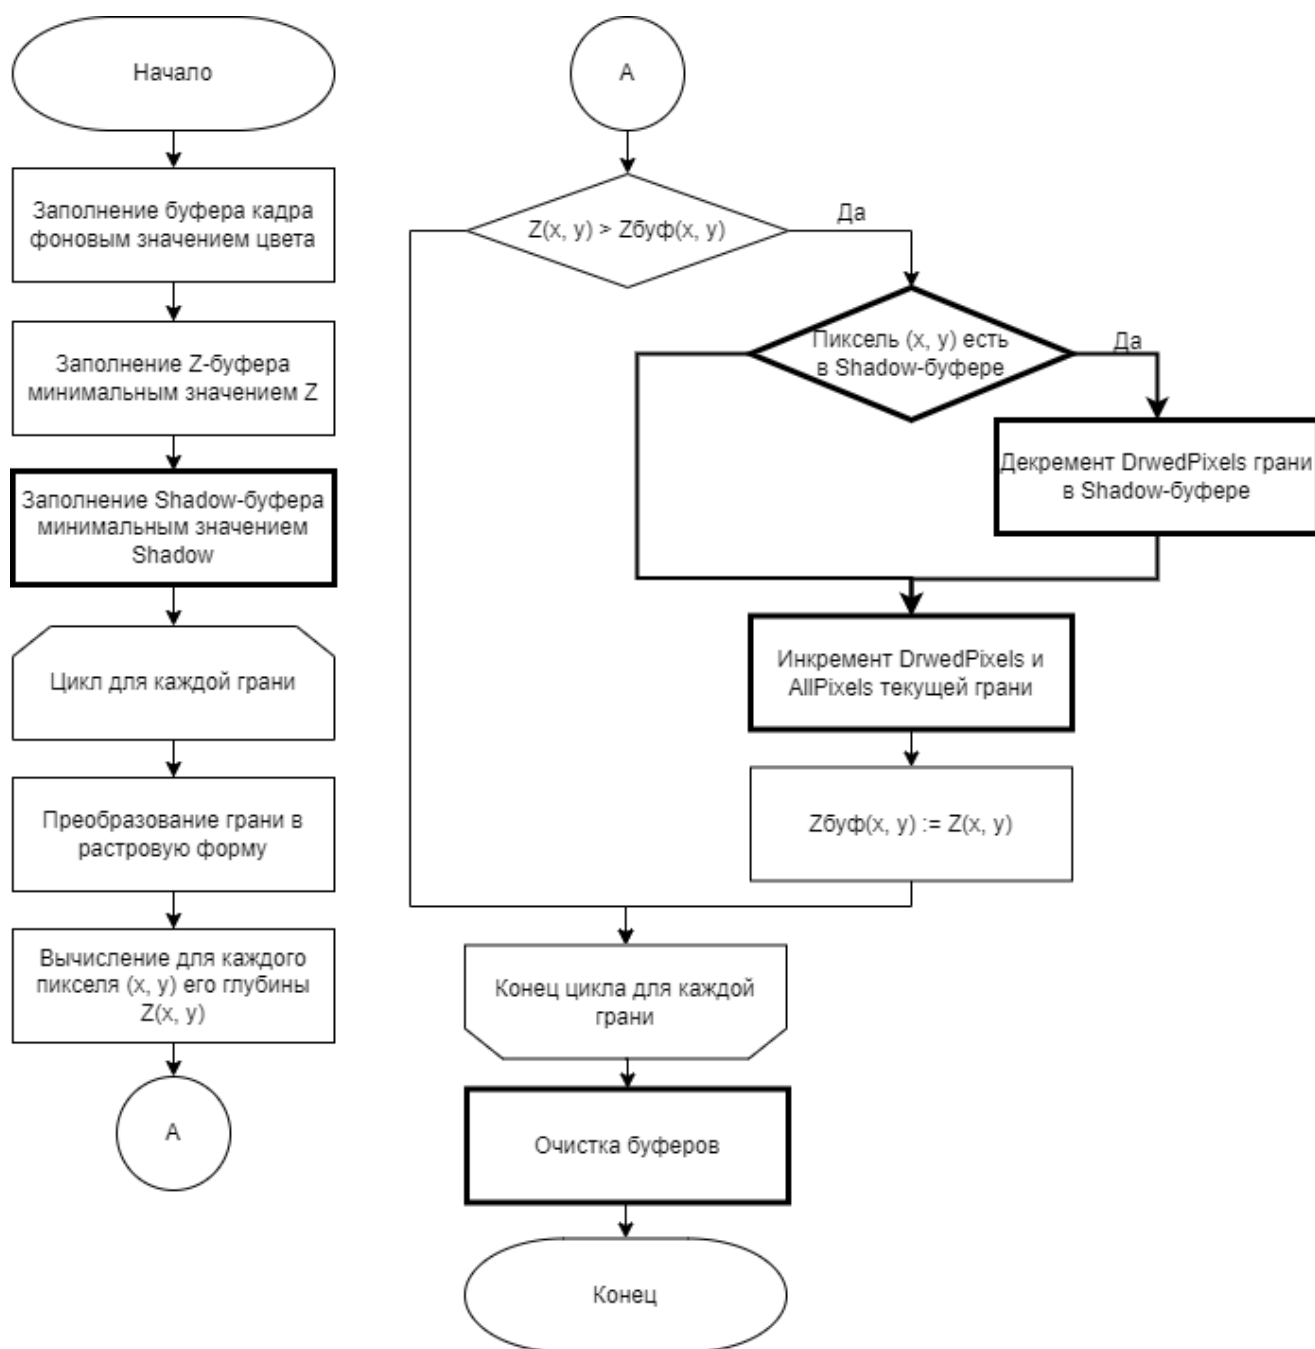 Начало
Заполнение буфера кадра
фоновым значением цвета
Заполнение Z-буфера
минимальным значением Z
Заполнение Shadow-буфера
минимальным значением
Shadow
Цикл для каждой грани
Преобразование грани в
растровую форму
Вычисление для каждого
пикселя (x, y) его глубины
Z(x, y)
A
A
Z(x, y) > Zбуф(x, y)
Да
Пиксель (x, y) есть
в Shadow-буфере
Да
Декремент DrwedPixels грани
в Shadow-буфере
Инкремент DrwedPixels и
AllPixels текущей грани
Zбуф(x, y) := Z(x, y)
Конец цикла для каждой
грани
Очистка буферов
Конец